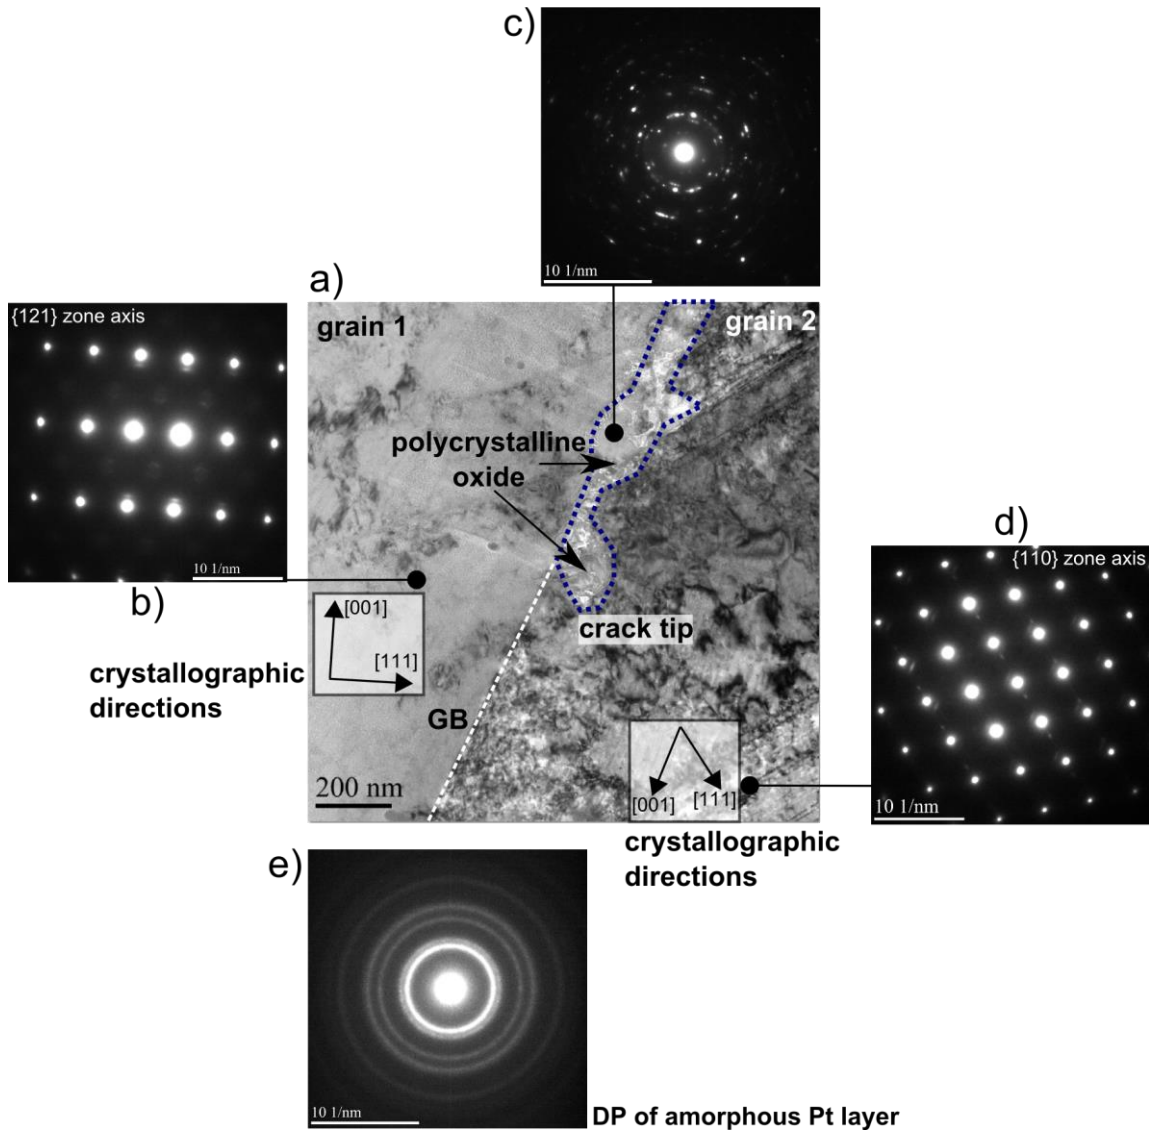 c)
10 1/nm
a)
{121} zone axis
grain 1
grain 2
polycrystalline
oxide
d)
{110} zone axis
10 1/nm
b)
[001]
[111]
crack tip
crystallographic
directions
GB
200 nm
[001]
[111]
10 1/nm
crystallographic
directions
e)
10 1/nm
DP of amorphous Pt layer